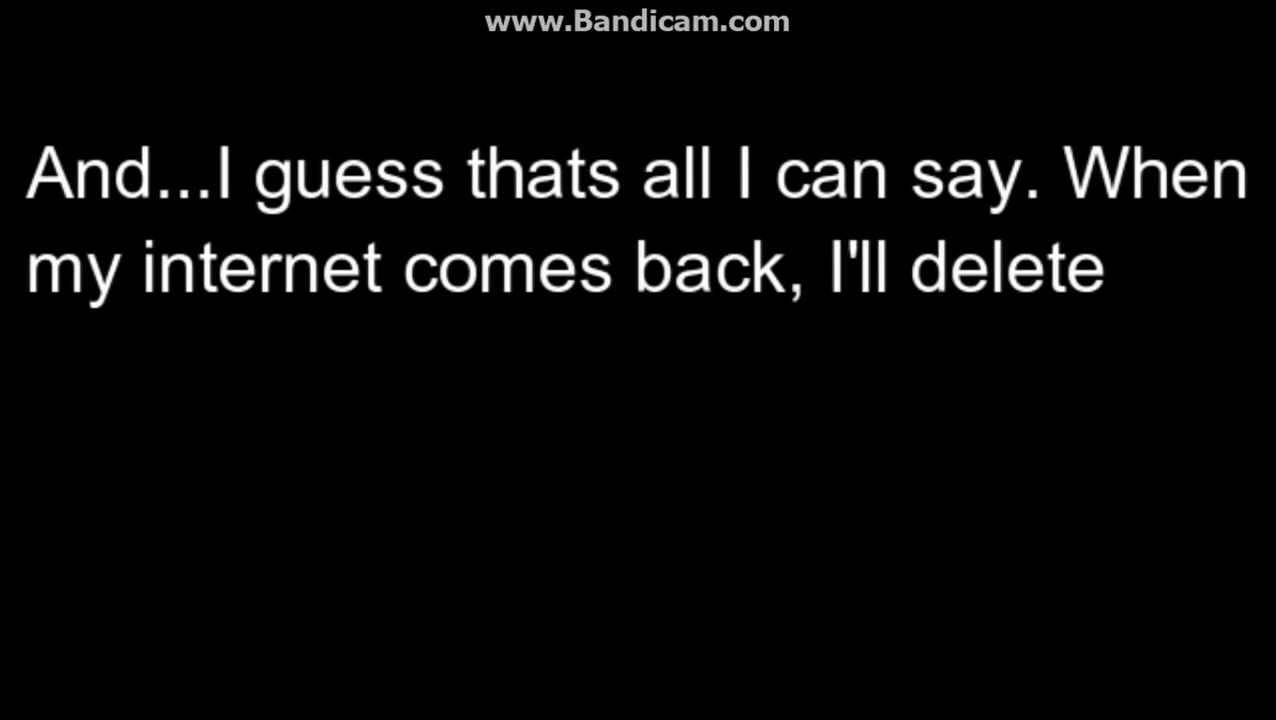 www.Bandicam.com
And...I guess thats all I can say. When
my internet comes back, I'll delete